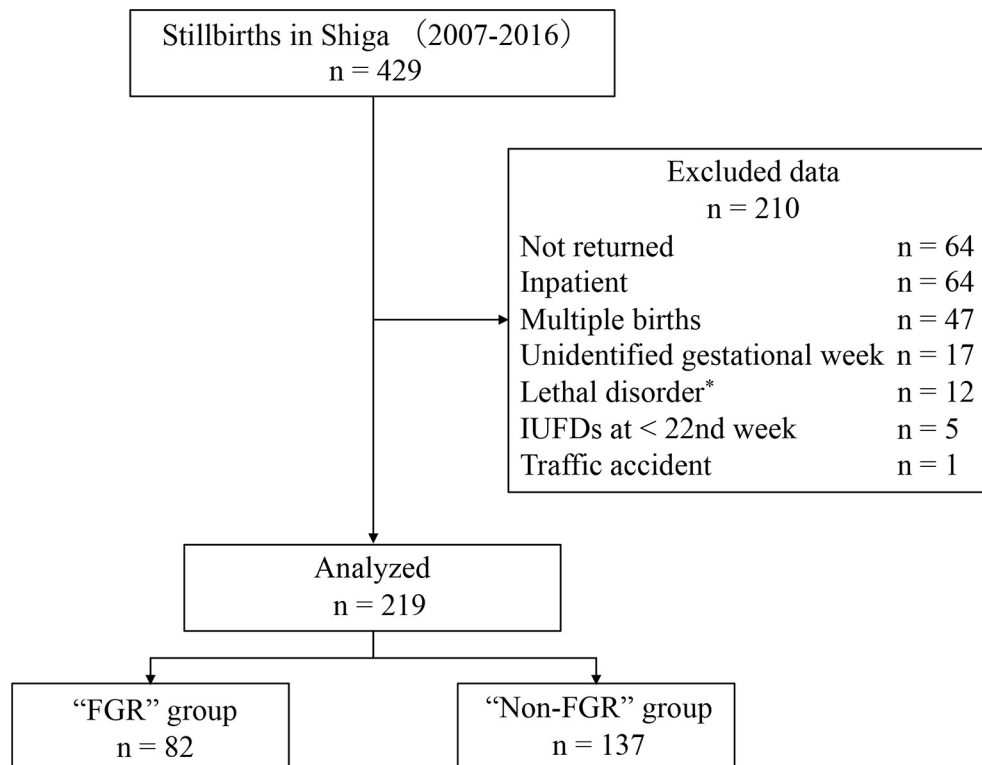 Stillbirths in Shiga （2007-2016）
n = 429
Excluded data
n = 210
Not returned n = 64
Inpatient n = 64
Multiple births n = 47
Unidentified gestational week n = 17
Lethal disorder* n = 12
IUFDs at < 22nd week n = 5
Traffic accident n = 1
Analyzed
n = 219
“FGR” group
n = 82
“Non-FGR” group
n = 137